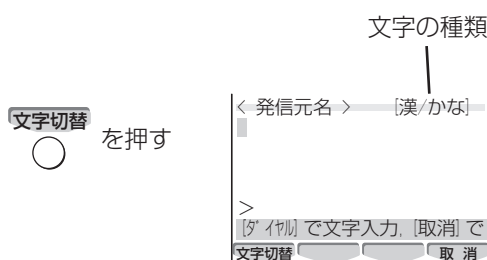 文字の種類
文字切替
を押す
< 発信元名 > [漢/かな]
>
[ﾀﾞｲﾔﾙ] で文字入力, [取消] で
文字切替 取 消